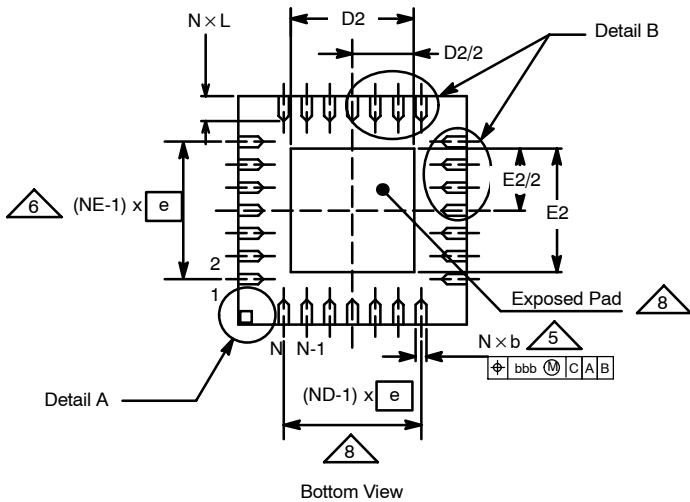 D2
N × L
D2/2
Detail B
E2/2
E2
6
(NE-1) x e
2
1
Exposed Pad
8
N
N-1
N × b
5
⌖ bbb Ⓜ C A B
Detail A
(ND-1) x e
8
Bottom View